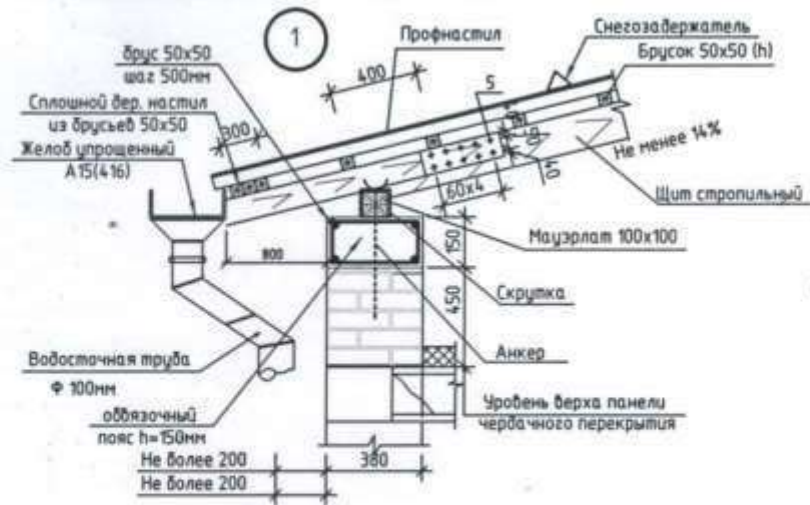 1
Профнастил
Снегозадержатель
Брусок 50х50 (h)
брус 50х50
шаг 500мм
400
5
Сплошной дер. настил
из брусьев 50х50
300
50
Желоб упрощенный
А15(416)
Не менее 14%
60х4
40
Щит стропильный
Мауэрлат 100х100
150
800
Скрутка
450
Водосточная труба
Ф 100мм
Анкер
обвязочный
пояс h=150мм
Уровень верха панели
чердачного перекрытия
Не более 200
380
Не более 200